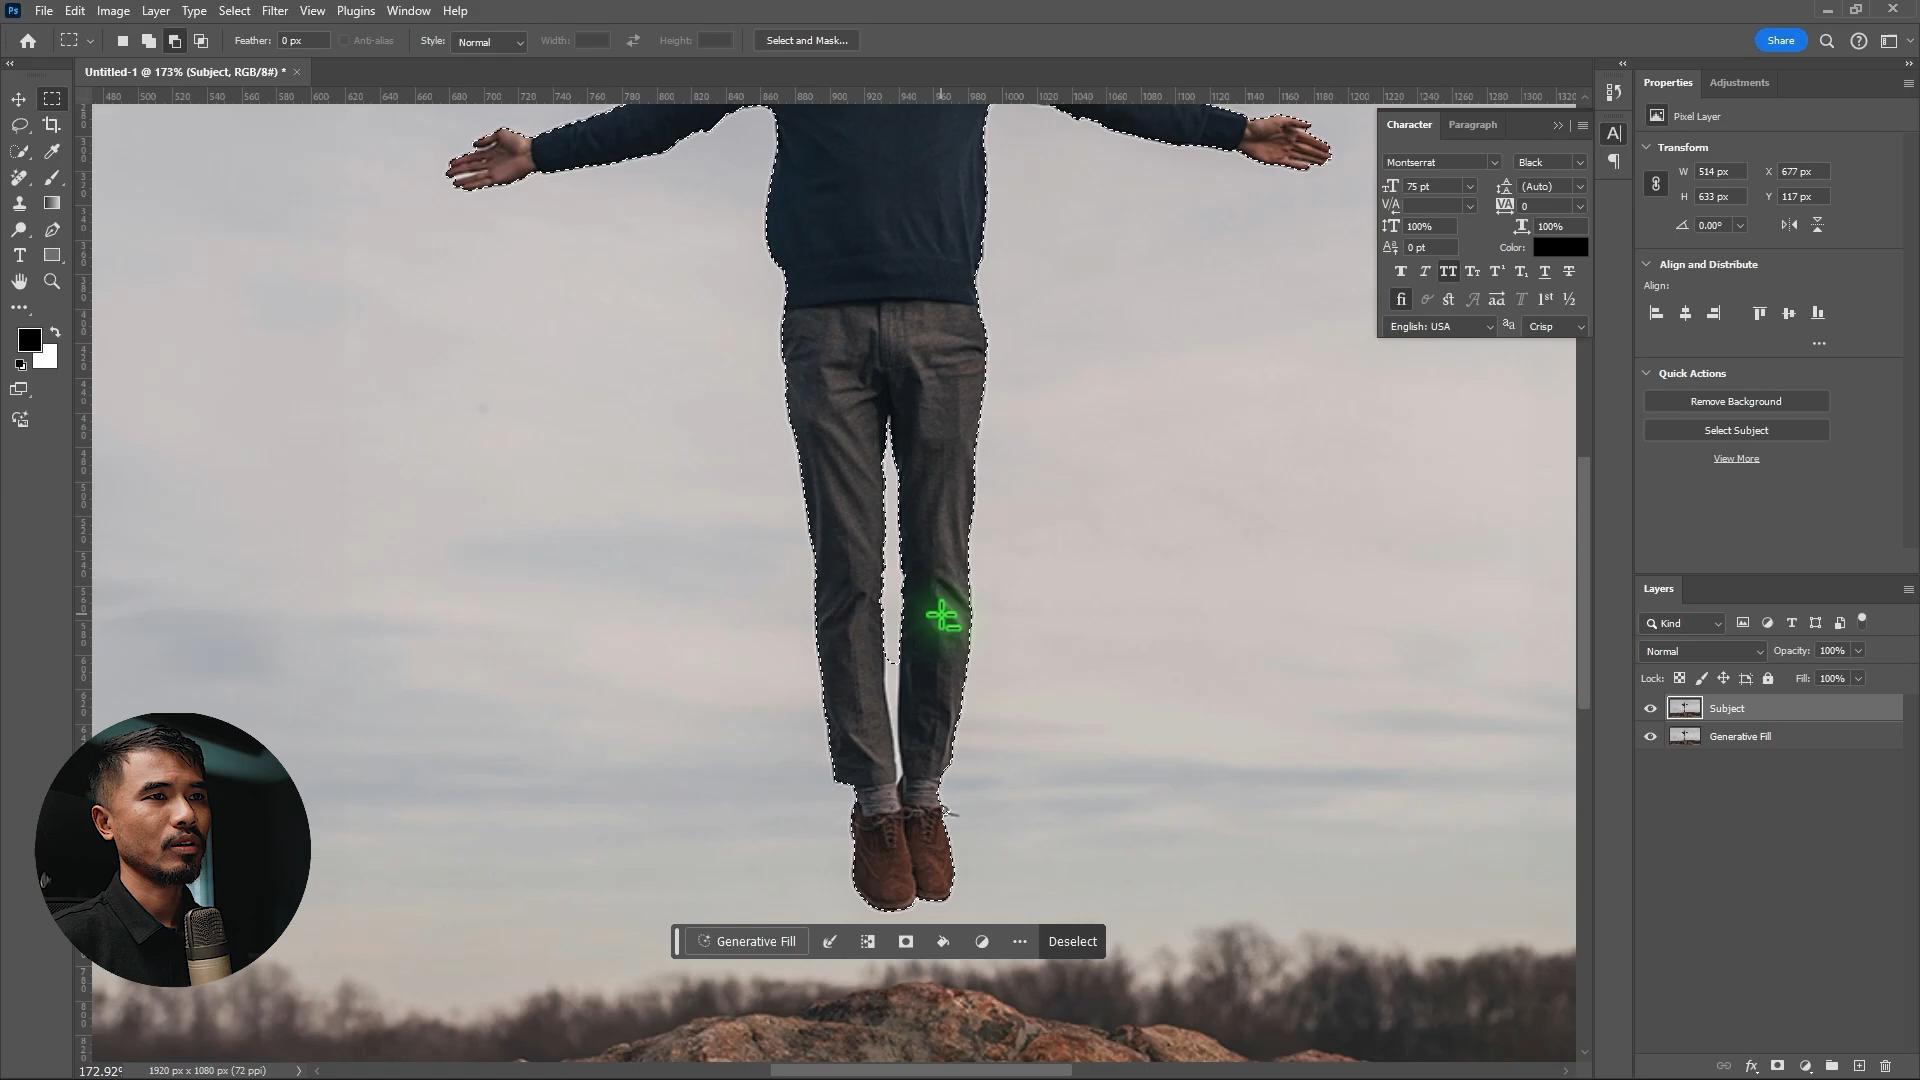 Ps File Edit Image Layer Type Select Filter View Plugins Window Help
Feather: 0 px Anti-alias Style: Normal Width: Height: Select and Mask... Share
Untitled-1 @ 173% (Subject, RGB/8#) * ×
480 500 520 540 560 580 600 620 640 660 680 700 720 740 760 780 800 820 840 860 880 900 920 940 960 980 1000 1020 1040 1060 1080 1100 1120 1140 1160 1180 1200 1220 1240 1260 1280 1300 1320
Properties Adjustments
Pixel Layer
Transform
W 514 px X 677 px
H 633 px Y 117 px
0.00°
Align and Distribute
Align:
Quick Actions
Remove Background
Select Subject
View More
Character Paragraph
Montserrat Black
75 pt (Auto)
0
100% 100%
0 pt Color:
English: USA Crisp
Generative Fill Deselect
Layers
Kind
Normal Opacity: 100%
Lock: Fill: 100%
Subject
Generative Fill
172.92% 1920 px x 1080 px (72 ppi)